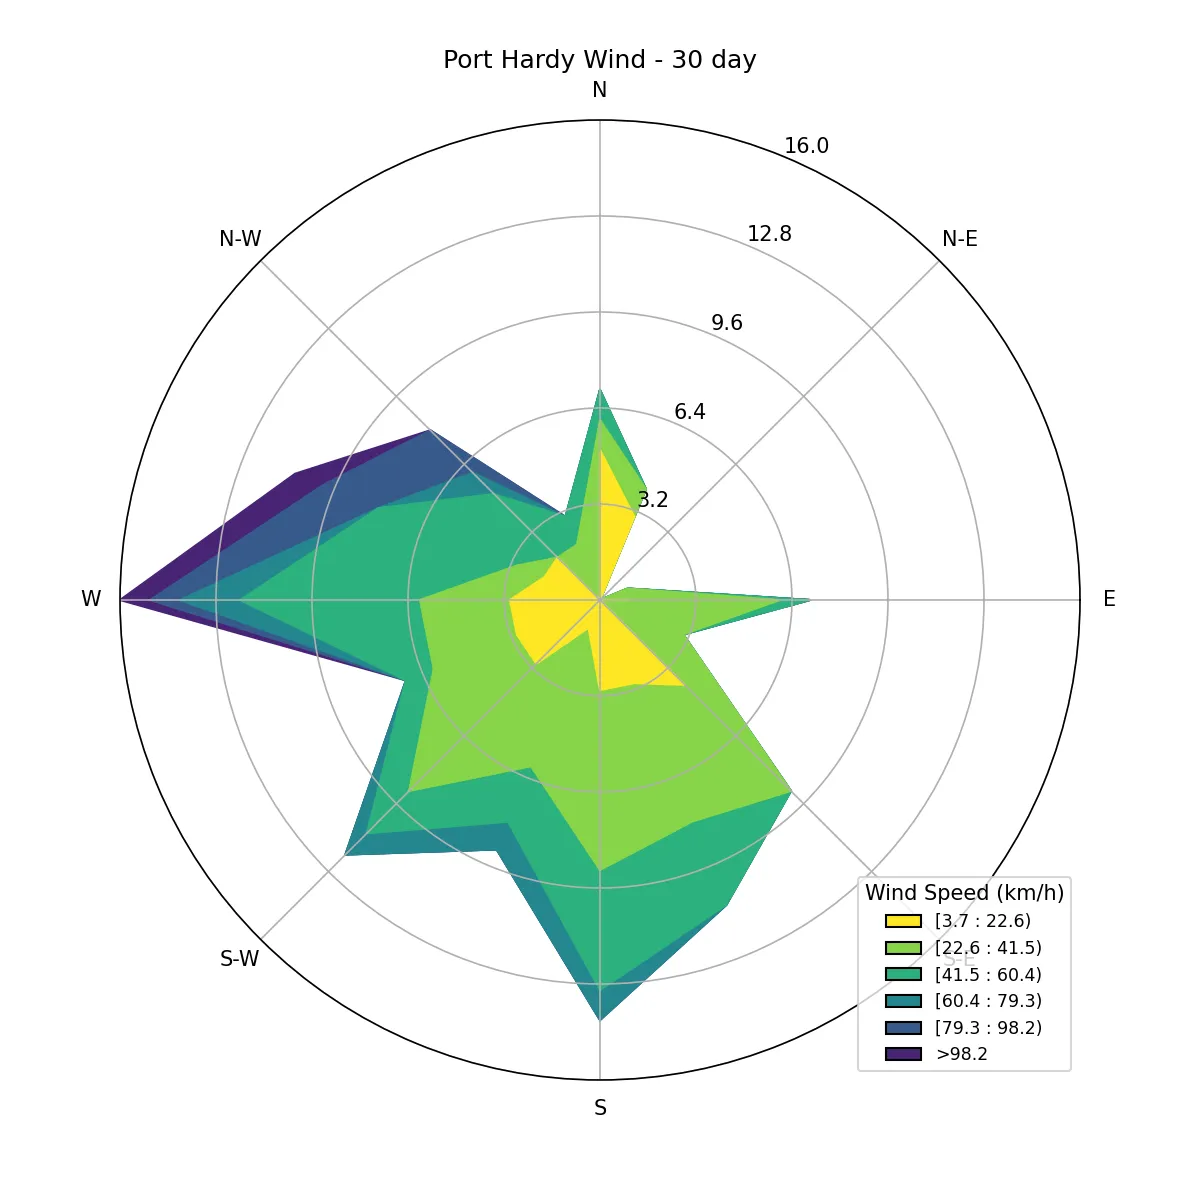 Port Hardy Wind - 30 day
N
16.0
N-W
12.8
N-E
9.6
6.4
3.2
W
E
S-W
S-E
S
Wind Speed (km/h)
[3.7 : 22.6)
[22.6 : 41.5)
[41.5 : 60.4)
[60.4 : 79.3)
[79.3 : 98.2)
>98.2